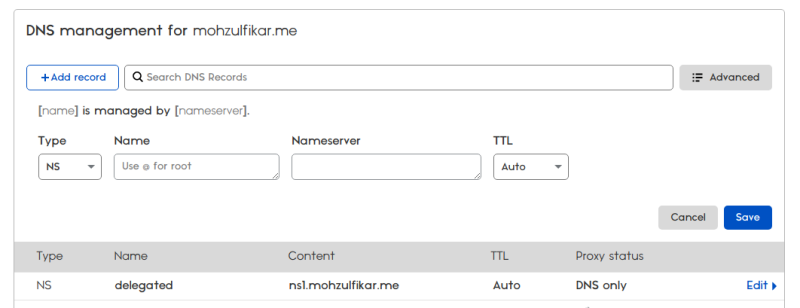 DNS management for mohzulfikar.me
+Add record Search DNS Records Advanced
[name] is managed by [nameserver].
Type Name Nameserver TTL
NS Use @ for root Auto
Cancel Save
Type Name Content TTL Proxy status
NS delegated ns1.mohzulfikar.me Auto DNS only Edit